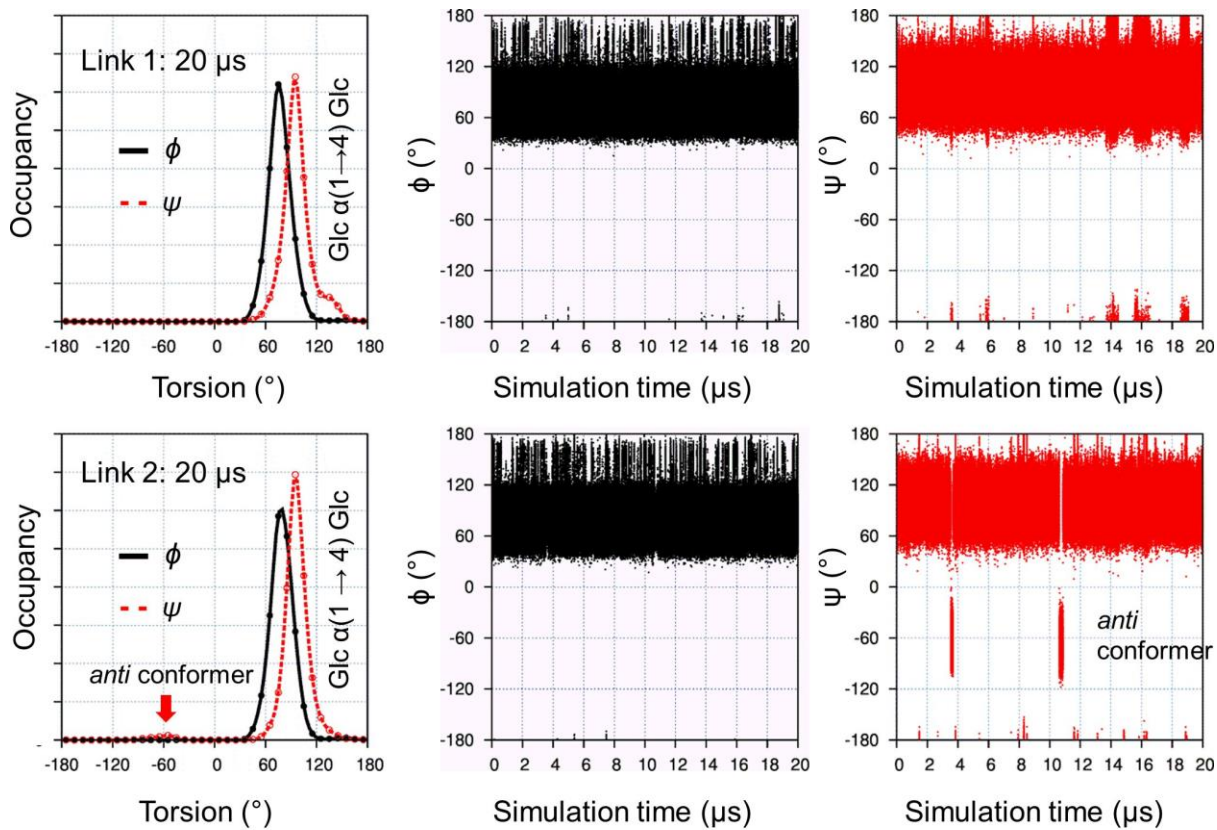 Occupancy
Link 1: 20 µs
ϕ
ψ
Glc α(1→4) Glc
-180 -120 -60 0 60 120 180
Torsion (°)
ϕ (°)
180
120
60
0
-60
-120
-180
0 2 4 6 8 10 12 14 16 18 20
Simulation time (µs)
Ψ (°)
180
120
60
0
-60
-120
-180
0 2 4 6 8 10 12 14 16 18 20
Simulation time (µs)
Occupancy
Link 2: 20 µs
ϕ
ψ
anti conformer
Glc α(1 → 4) Glc
-180 -120 -60 0 60 120 180
Torsion (°)
ϕ (°)
180
120
60
0
-60
-120
-180
0 2 4 6 8 10 12 14 16 18 20
Simulation time (µs)
Ψ (°)
180
120
60
0
-60
-120
-180
anti
conformer
0 2 4 6 8 10 12 14 16 18 20
Simulation time (µs)